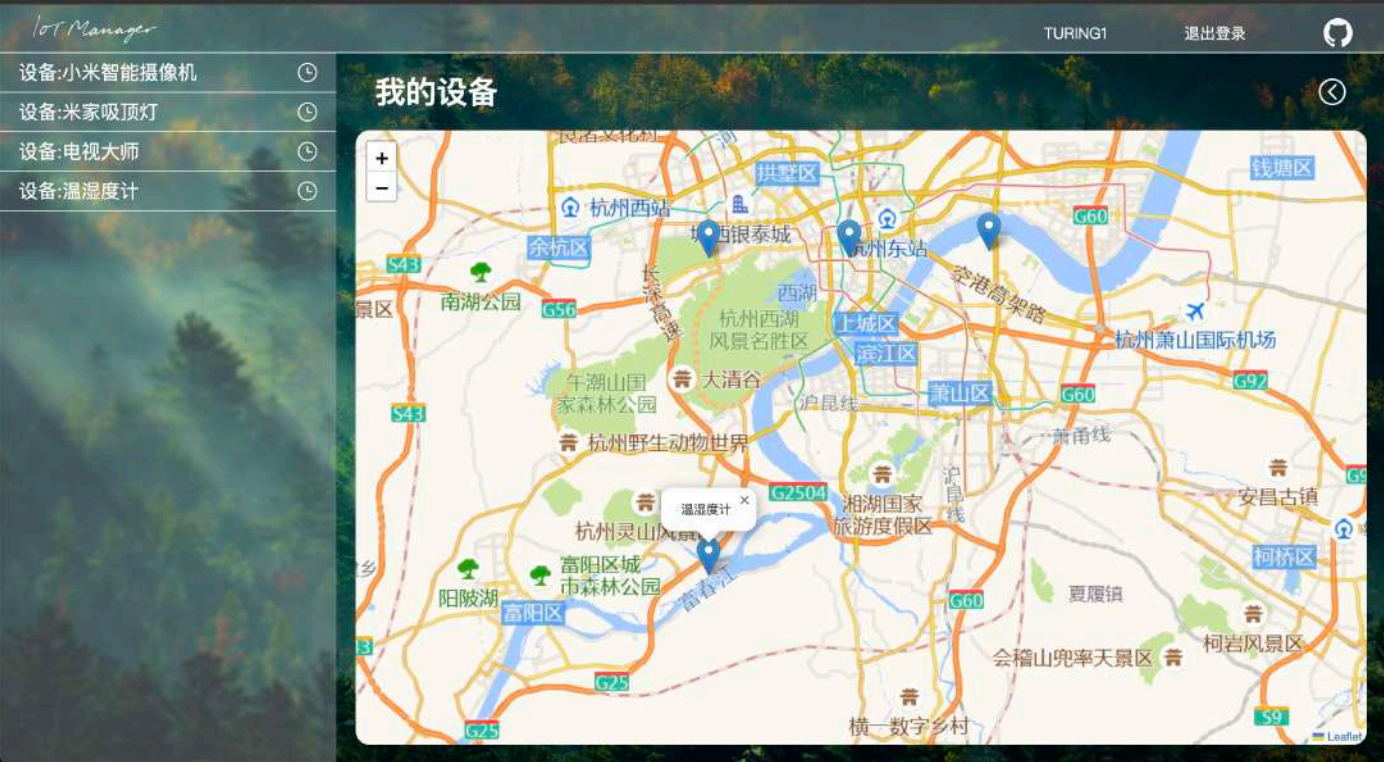 IoT Manager
TURING1
退出登录
设备:小米智能摄像机
设备:米家吸顶灯
设备:电视大师
设备:温湿度计
我的设备
+
−
拱墅区
钱塘区
杭州西站
G60
西银泰城
余杭区
杭州东站
S43
长深高速
空港高架路
南湖公园
西湖
景区
G56
杭州西湖
风景名胜区
上城区
杭州萧山国际机场
滨江区
午潮山国
家森林公园
大清谷
G92
萧山区
G60
沪昆线
S43
萧甬线
杭州野生动物世界
沪昆线
G2504
安昌古镇
湘湖国家
旅游度假区
温湿度计
×
杭州灵山风景
柯桥区
富阳区城
市森林公园
富春江
阳陂湖
夏履镇
G60
富阳区
柯岩风景区
会稽山兜率天景区
G25
S9
横一数字乡村
G25
Leaflet